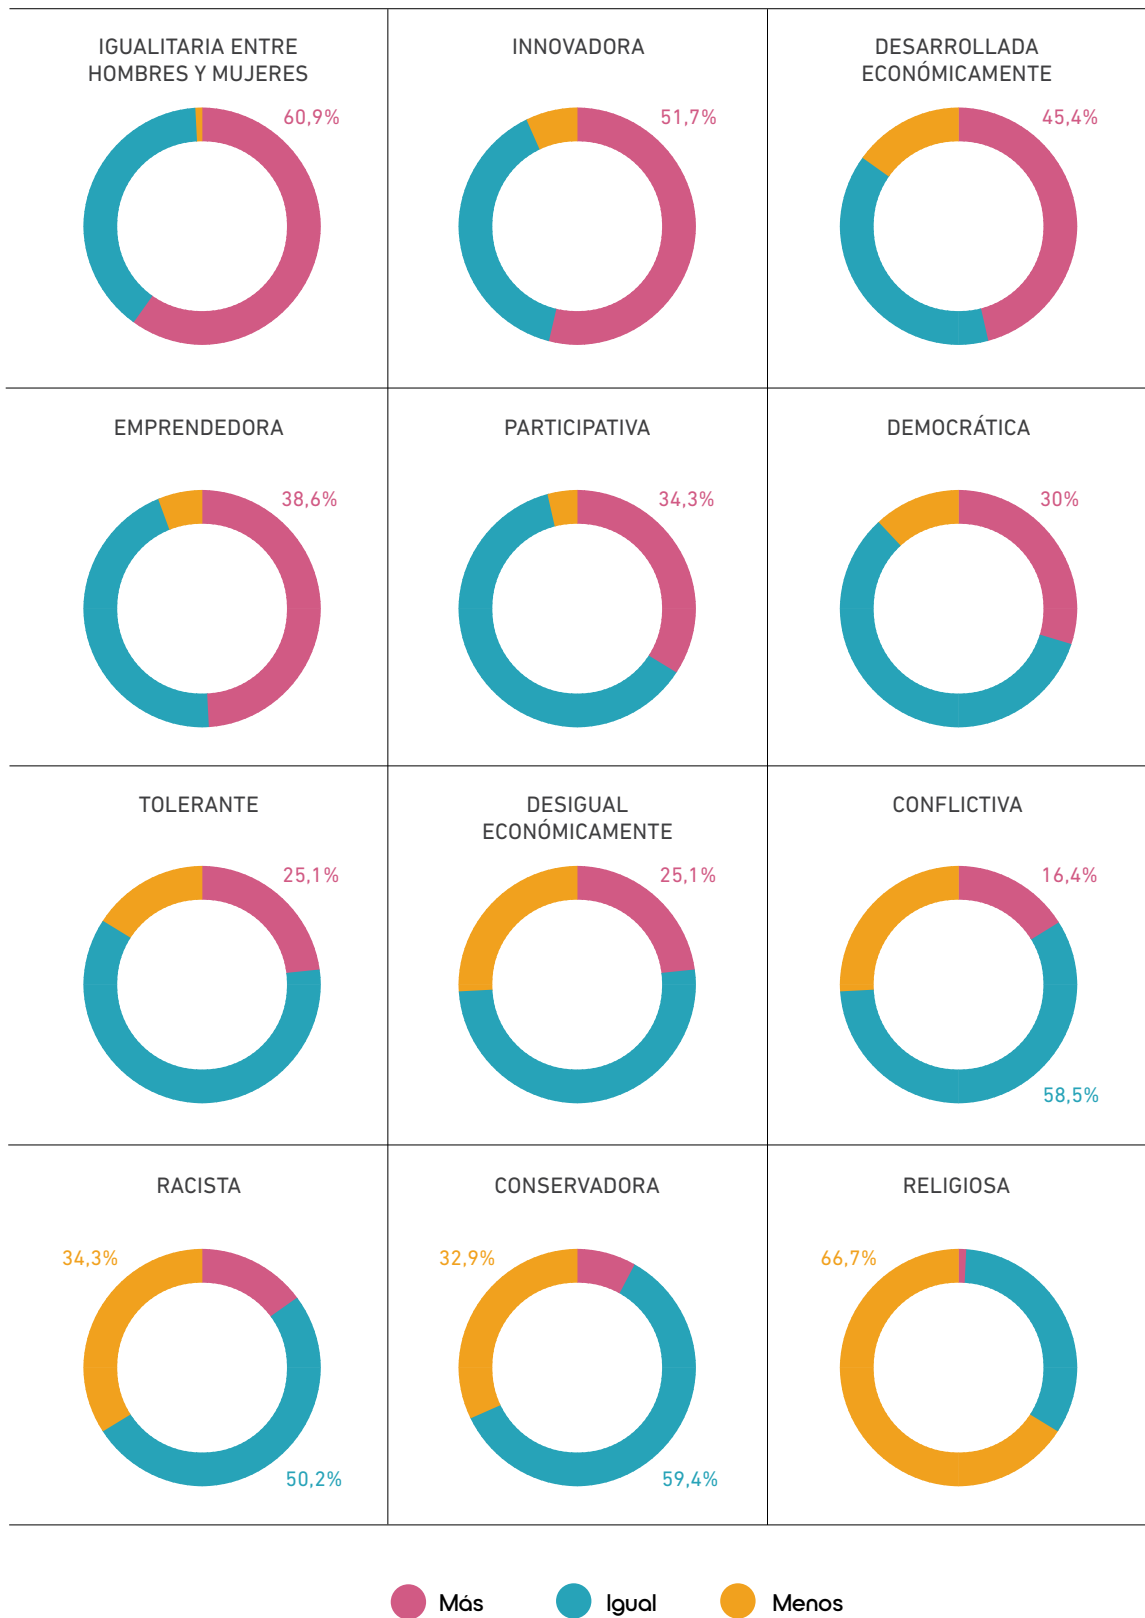 IGUALITARIA ENTRE
HOMBRES Y MUJERES
60,9%
INNOVADORA
51,7%
DESARROLLADA
ECONÓMICAMENTE
45,4%
EMPRENDEDORA
38,6%
PARTICIPATIVA
34,3%
DEMOCRÁTICA
30%
TOLERANTE
25,1%
DESIGUAL
ECONÓMICAMENTE
25,1%
CONFLICTIVA
16,4%
58,5%
RACISTA
34,3%
50,2%
CONSERVADORA
32,9%
59,4%
RELIGIOSA
66,7%
Más
Igual
Menos